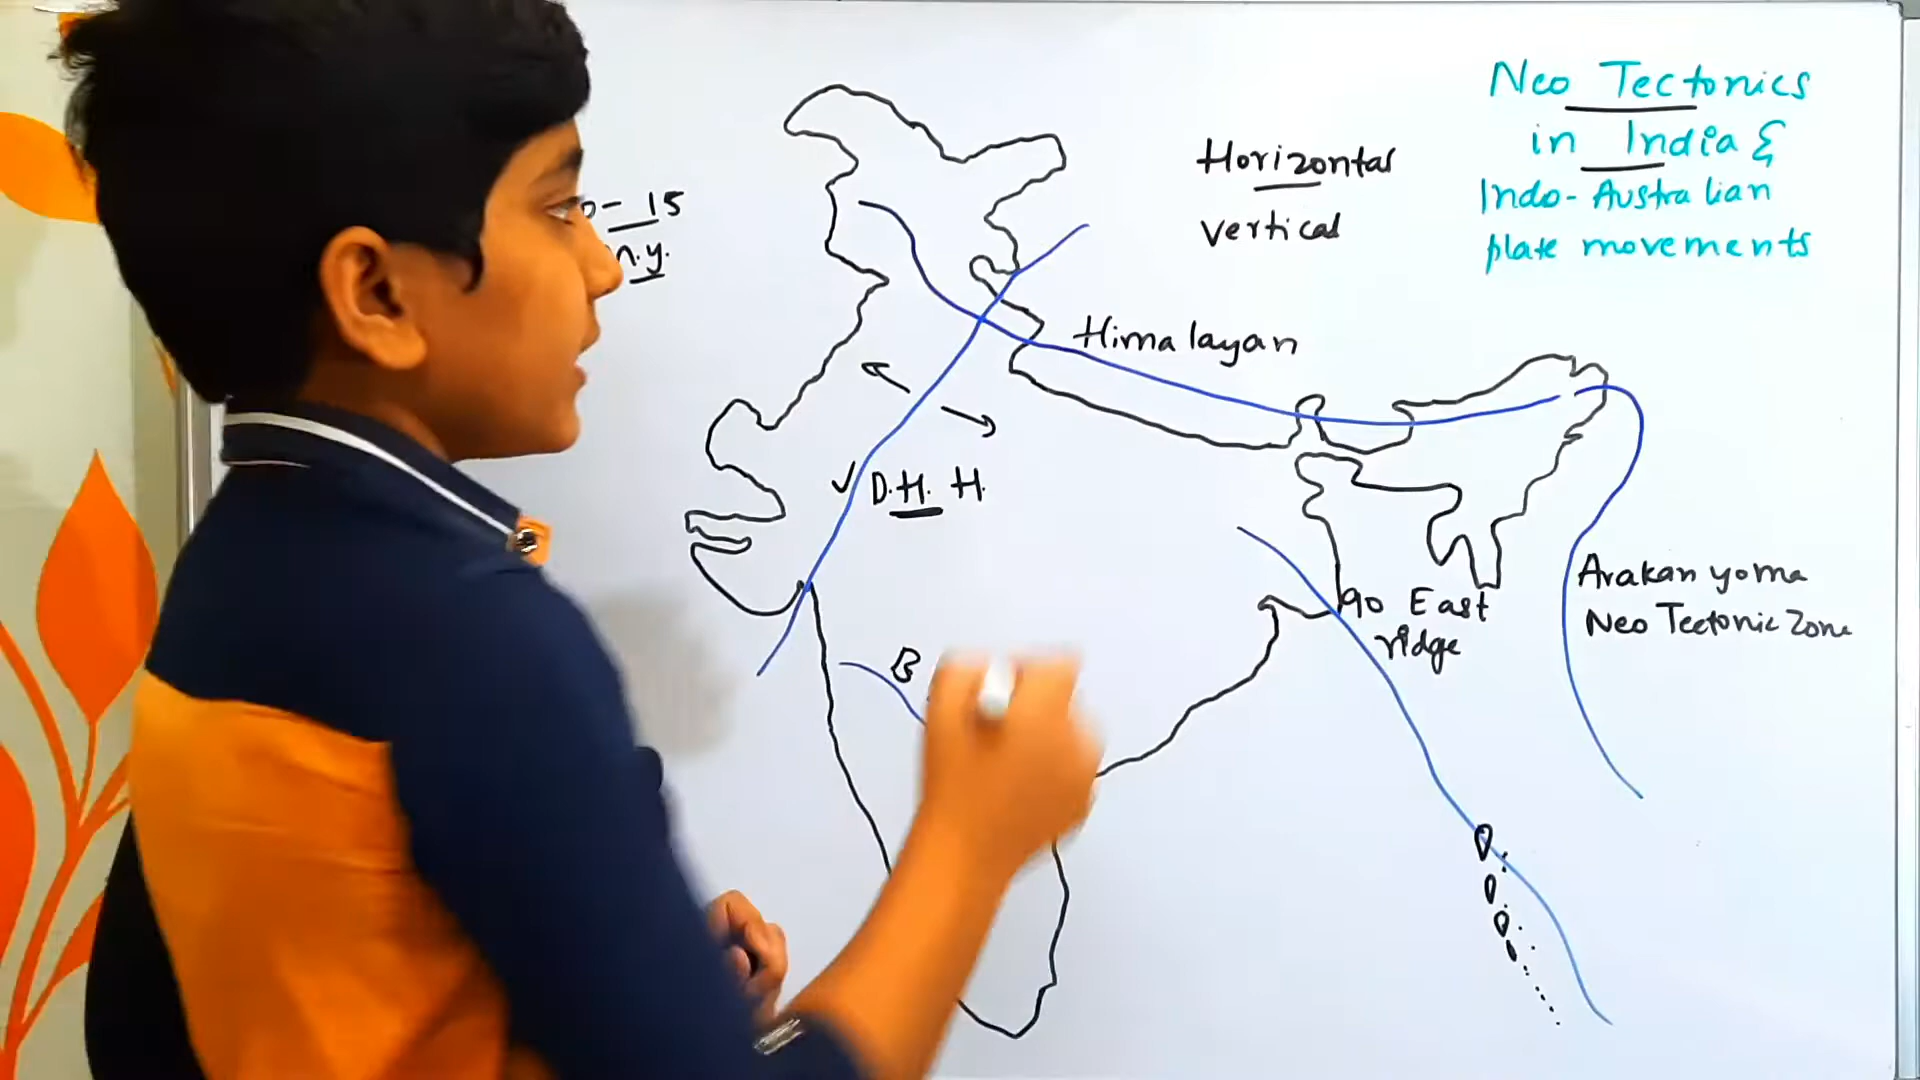 Neo Tectonics
in India &
Indo-Australian
plate movements
Horizontal
vertical
- 15
m.y.
Himalayan
D.H. H.
90 East
ridge
Arakan yoma
Neo Tectonic Zone
B